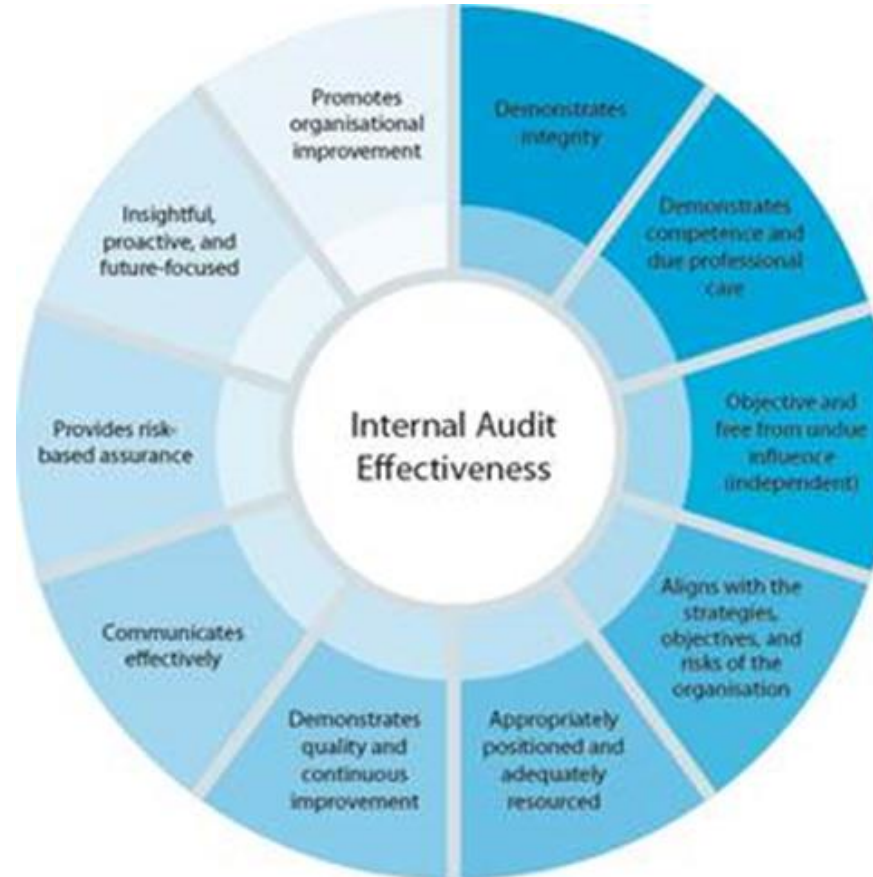 Internal Audit
Effectiveness
Demonstrates
integrity
Demonstrates
competence and
due professional
care
Objective and
free from undue
influence
(independent)
Aligns with the
strategies,
objectives, and
risks of the
organisation
Appropriately
positioned and
adequately
resourced
Demonstrates
quality and
continuous
improvement
Communicates
effectively
Provides risk-
based assurance
Insightful,
proactive, and
future-focused
Promotes
organisational
improvement